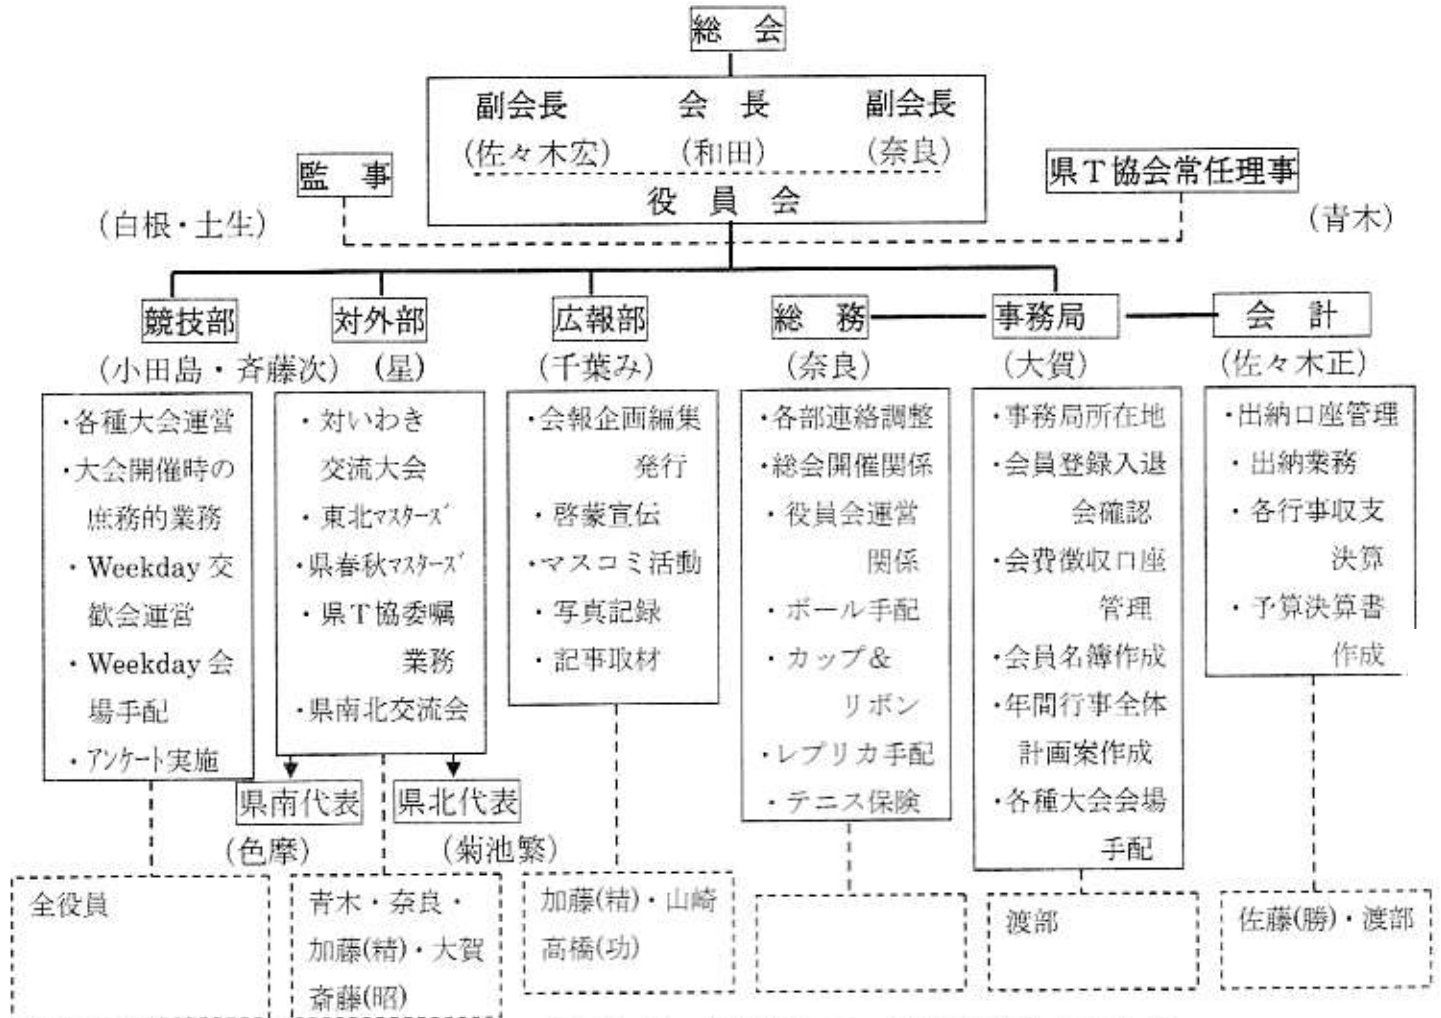 総　会
副会長　会　長　副会長
(佐々木宏)　(和田)　(奈良)
役　員　会
監　事
(白根・土生)
県Ｔ協会常任理事
(青木)
競技部
(小田島・斉藤次)
・各種大会運営
・大会開催時の
庶務的業務
・Weekday 交
歓会運営
・Weekday 会
場手配
・ｱﾝｹｰﾄ実施
全役員
対外部
(星)
・対いわき
交流大会
・東北ﾏｽﾀｰｽﾞ
・県春秋ﾏｽﾀｰｽﾞ
・県Ｔ協委嘱
業務
・県南北交流会
県南代表
(色摩)
県北代表
(菊池繁)
青木・奈良・
加藤(精)・大賀
斎藤(昭)
広報部
(千葉み)
・会報企画編集
発行
・啓蒙宣伝
・マスコミ活動
・写真記録
・記事取材
加藤(精)・山崎
高橋(功)
総　務
(奈良)
・各部連絡調整
・総会開催関係
・役員会運営
関係
・ボール手配
・カップ＆
リボン
・レプリカ手配
・テニス保険
事務局
(大賀)
・事務局所在地
・会員登録入退
会確認
・会費徴収口座
管理
・会員名簿作成
・年間行事全体
計画案作成
・各種大会会場
手配
渡部
会　計
(佐々木正)
・出納口座管理
・出納業務
・各行事収支
決算
・予算決算書
作成
佐藤(勝)・渡部